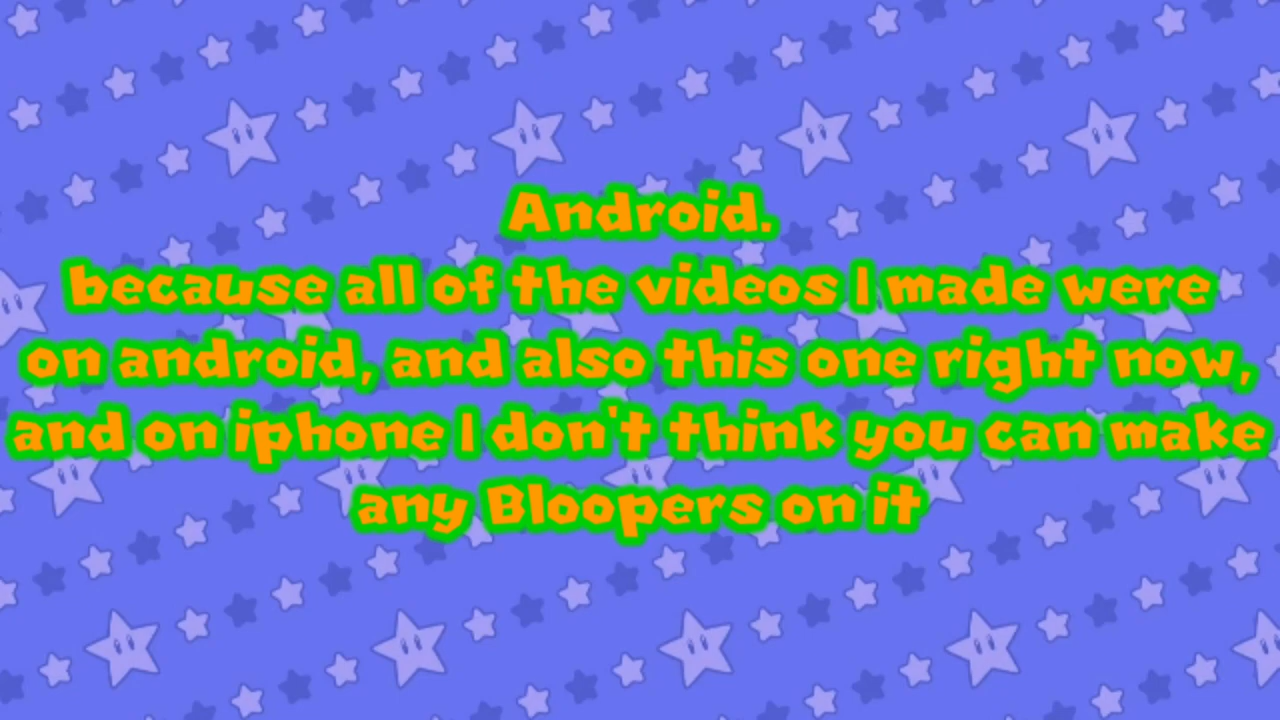 Android.
because all of the videos I made were
on android, and also this one right now,
and on iphone I don't think you can make
any Bloopers on it